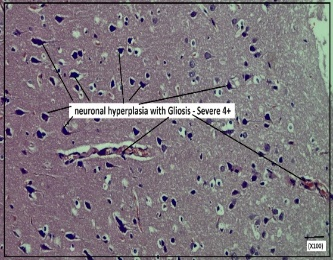 neuronal hyperplasia with Gliosis - Severe 4+
(X100)